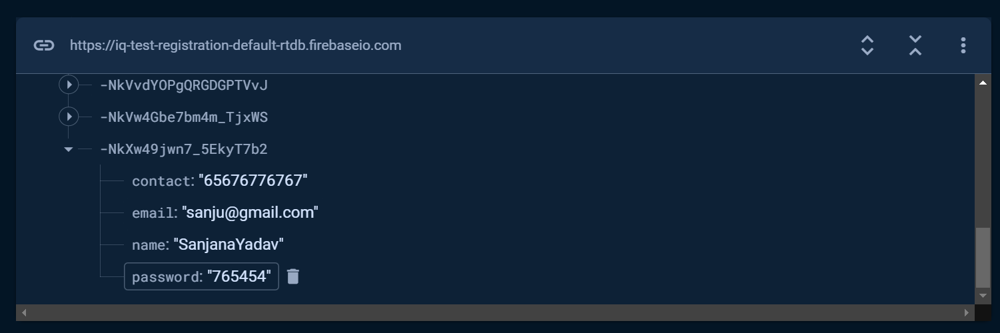 https://iq-test-registration-default-rtdb.firebaseio.com
-NkVvdYOPgQRGDGPTVvJ
-NkVw4Gbe7bm4m_TjxWS
-NkXw49jwn7_5EkyT7b2
contact: "65676776767"
email: "sanju@gmail.com"
name: "SanjanaYadav"
password: "765454"